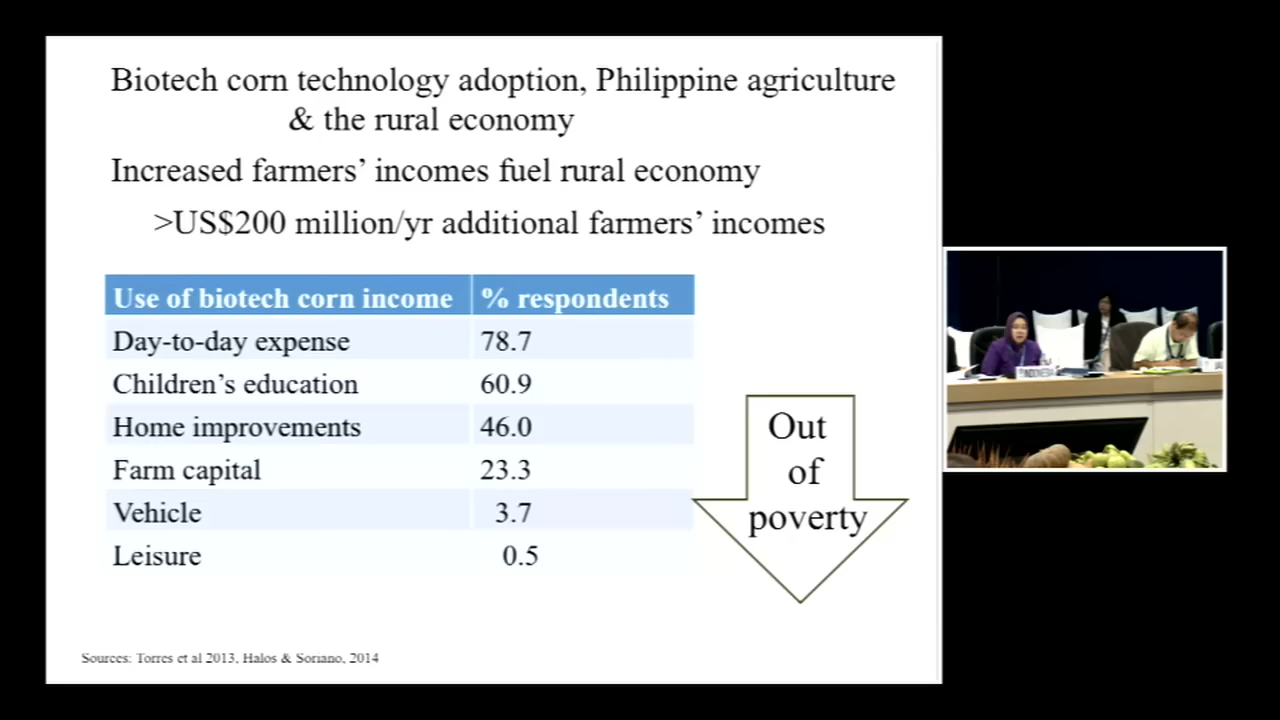 Biotech corn technology adoption, Philippine agriculture
& the rural economy
Increased farmers’ incomes fuel rural economy
>US$200 million/yr additional farmers’ incomes
Use of biotech corn income % respondents
Day-to-day expense 78.7
Children’s education 60.9
Home improvements 46.0
Farm capital 23.3
Vehicle 3.7
Leisure 0.5
Out
of
poverty
Sources: Torres et al 2013, Halos & Soriano, 2014
INDONESIA